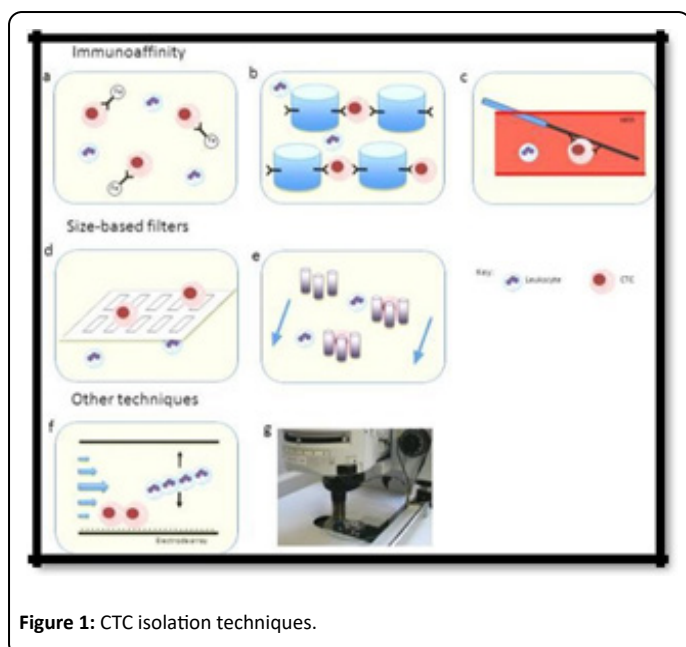 Immunoaffinity
a
b
c
Size-based filters
d
e
Key:
Leukocyte
CTC
Other techniques
f
g
Electrode array
Figure 1: CTC isolation techniques.